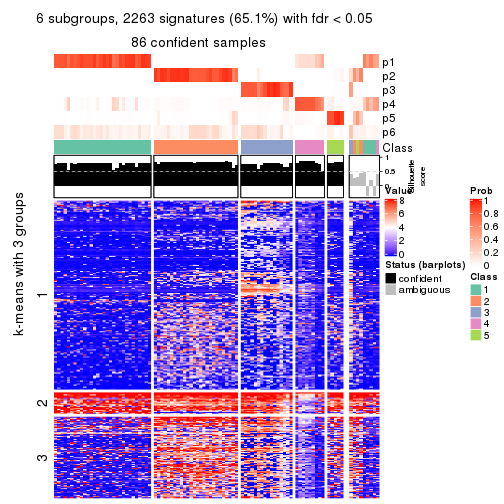 6 subgroups, 2263 signatures (65.1%) with fdr < 0.05
86 confident samples
p1
p2
p3
p4
p5
p6
Class
1
0.5
0
Silhouette
score
k-means with 3 groups
1
2
3
Value
8
6
4
2
0
Status (barplots)
confident
ambiguous
Prob
1
0.8
0.6
0.4
0.2
0
Class
1
2
3
4
5